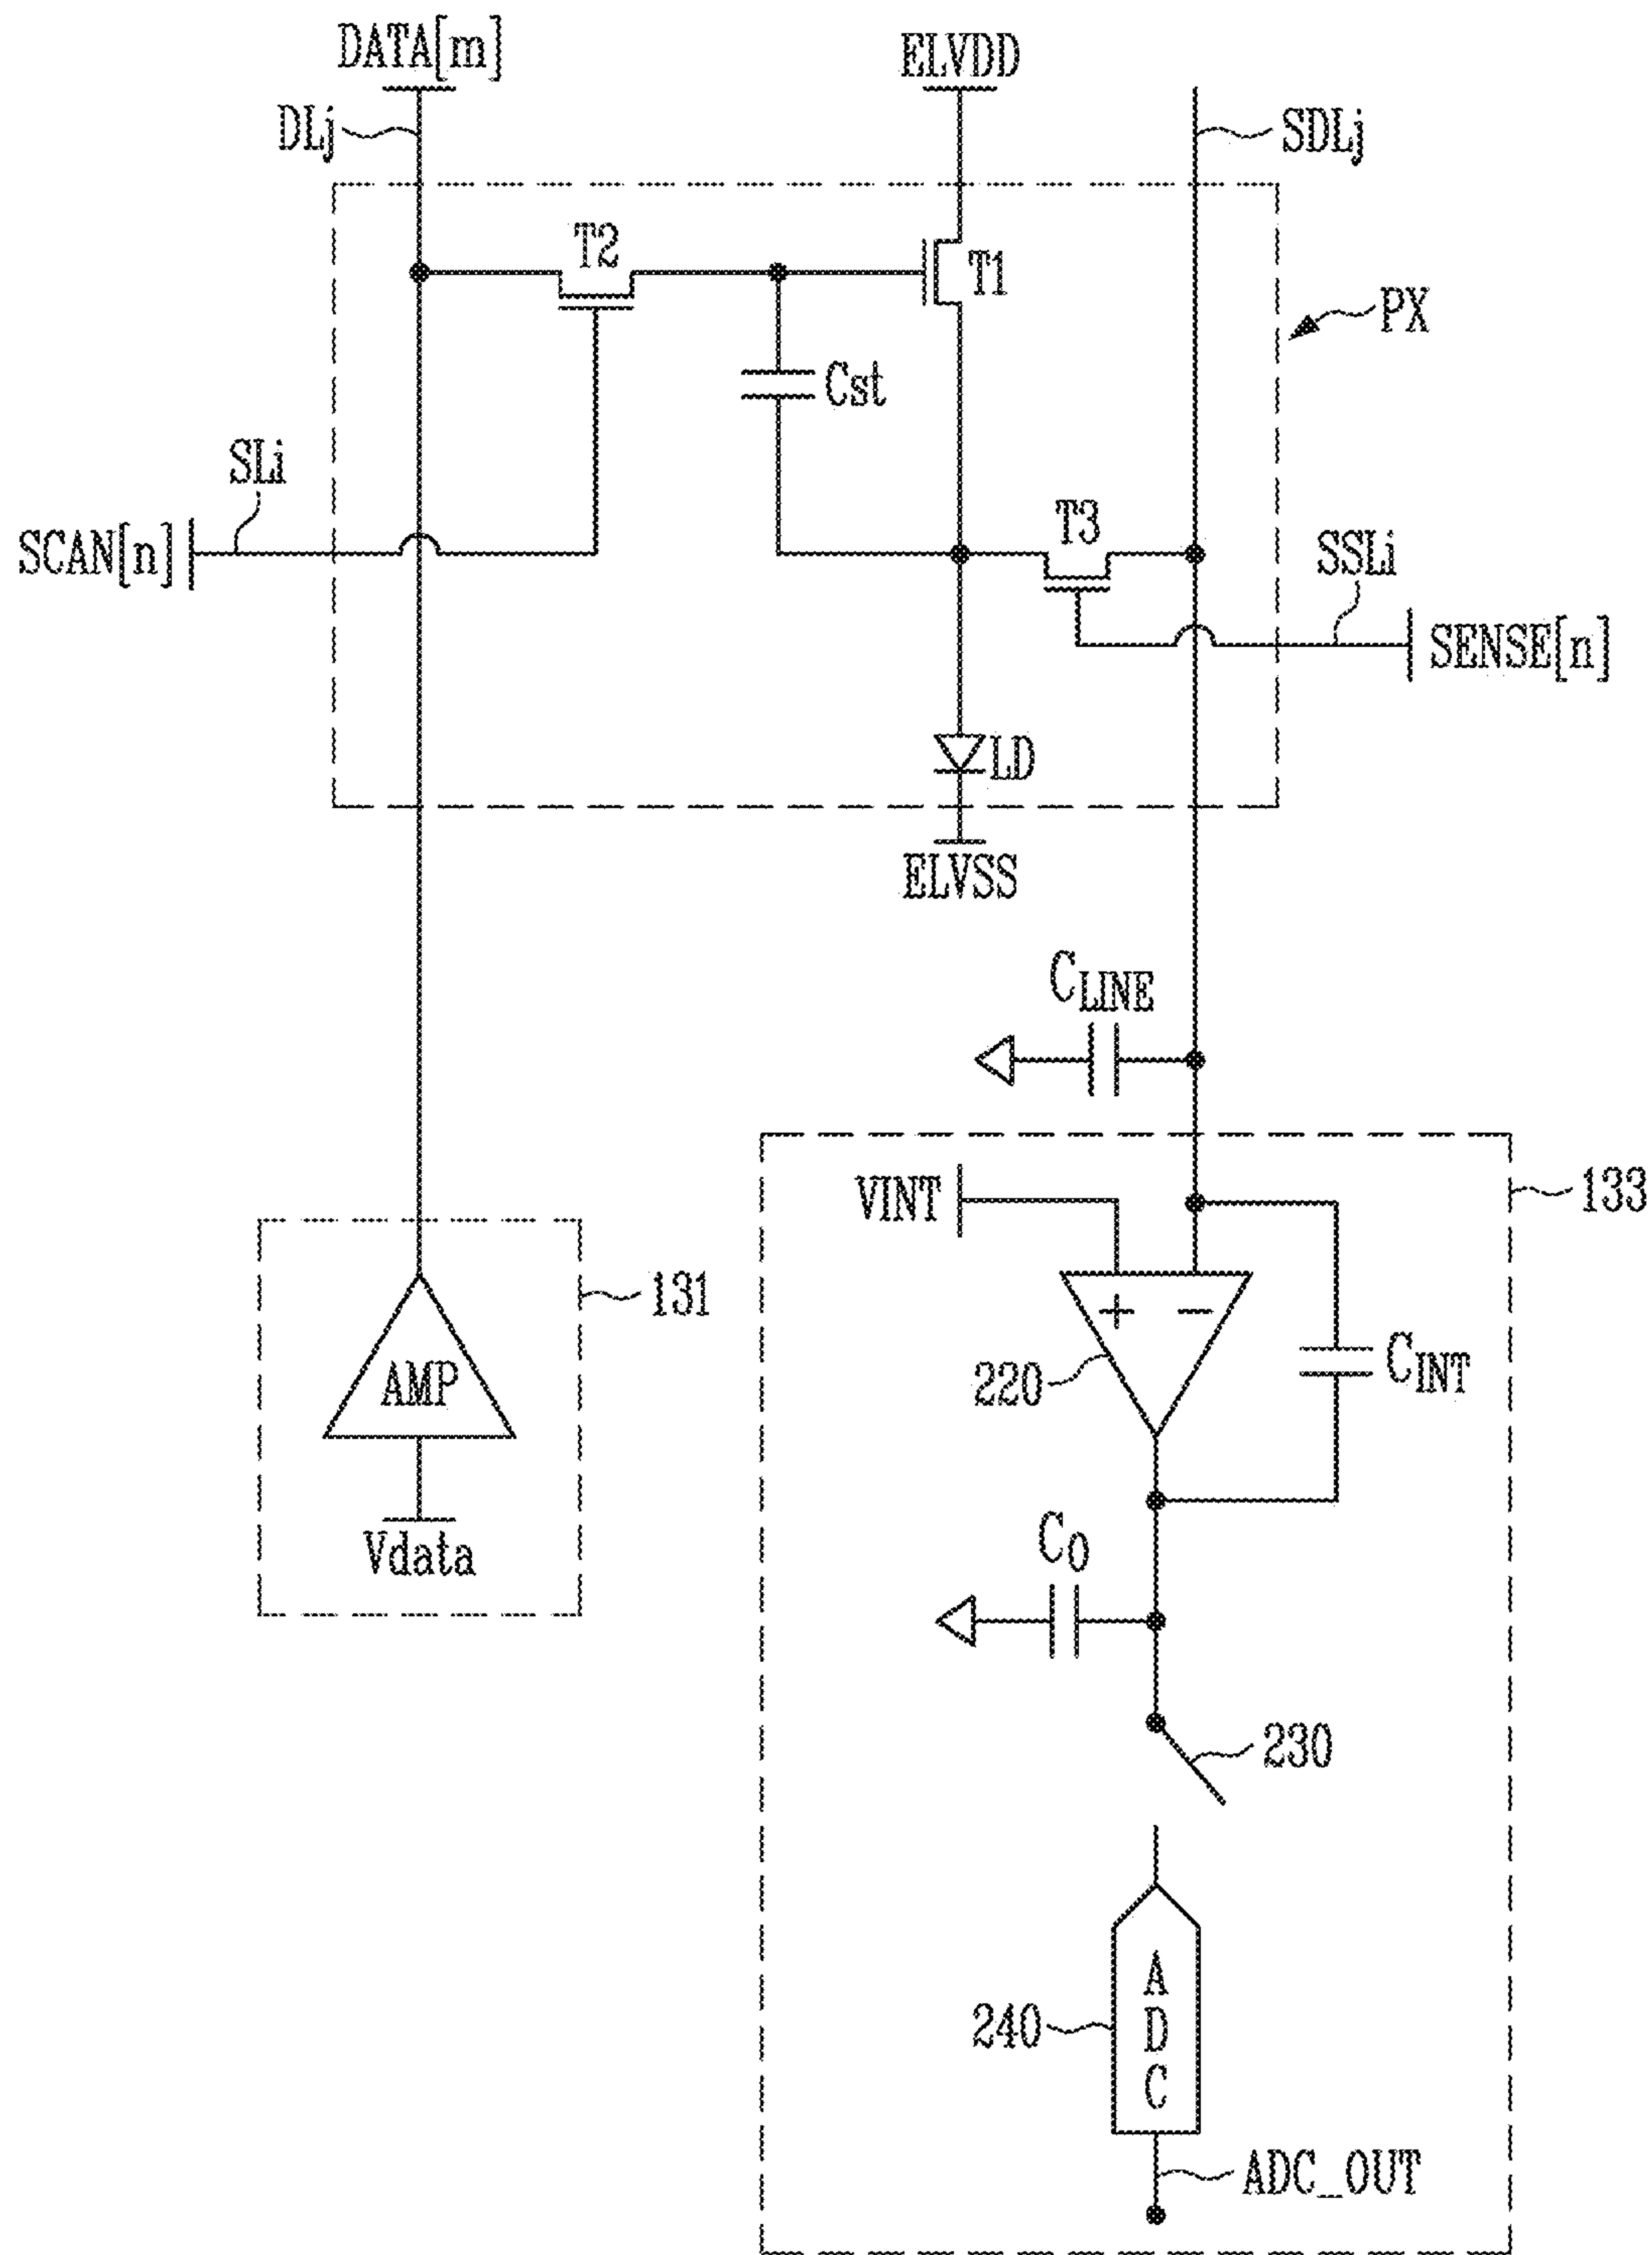 DATA[m]
ELVDD
DLj
SDLj
T2
T1
PX
Cst
SLi
T3
SCAN[n]
SSLi
SENSE[n]
LD
ELVSS
CLINE
VINT
133
131
AMP
220
CINT
Vdata
CO
230
A
D
C
240
ADC_OUT